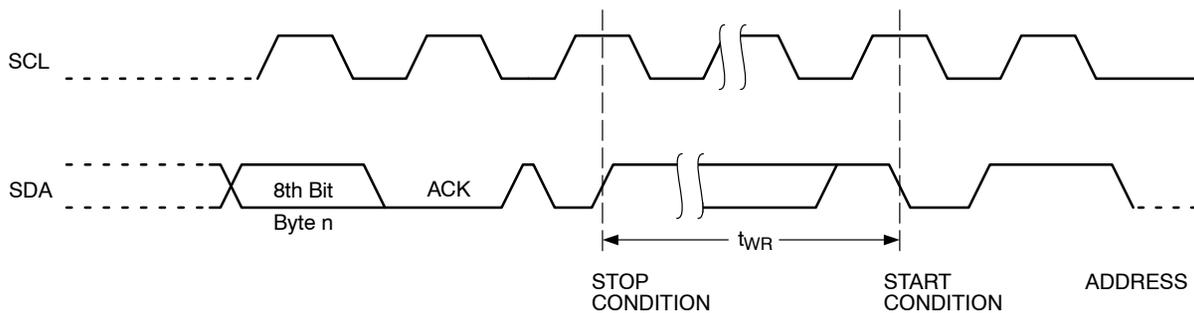 SCL
SDA
8th Bit
ACK
Byte n
tWR
STOP
CONDITION
START
CONDITION
ADDRESS